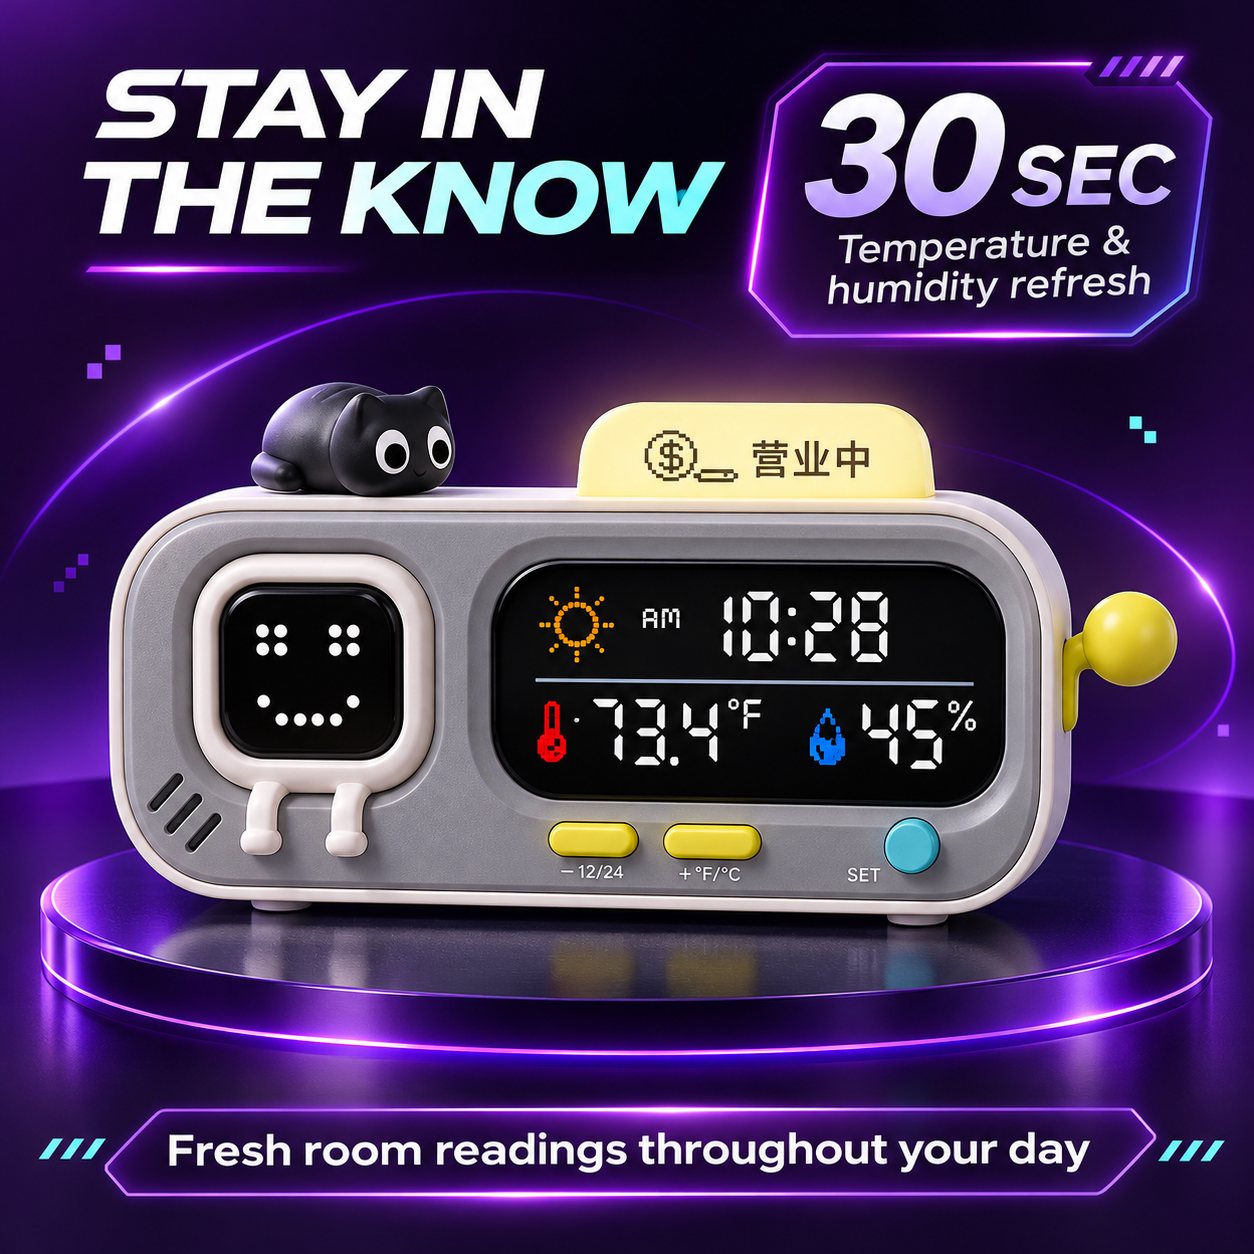 STAY IN
THE KNOW
30 SEC
Temperature &
humidity refresh
$ 营业中
AM 10:28
73.4°F 45%
−12/24 +°F/°C SET
Fresh room readings throughout your day